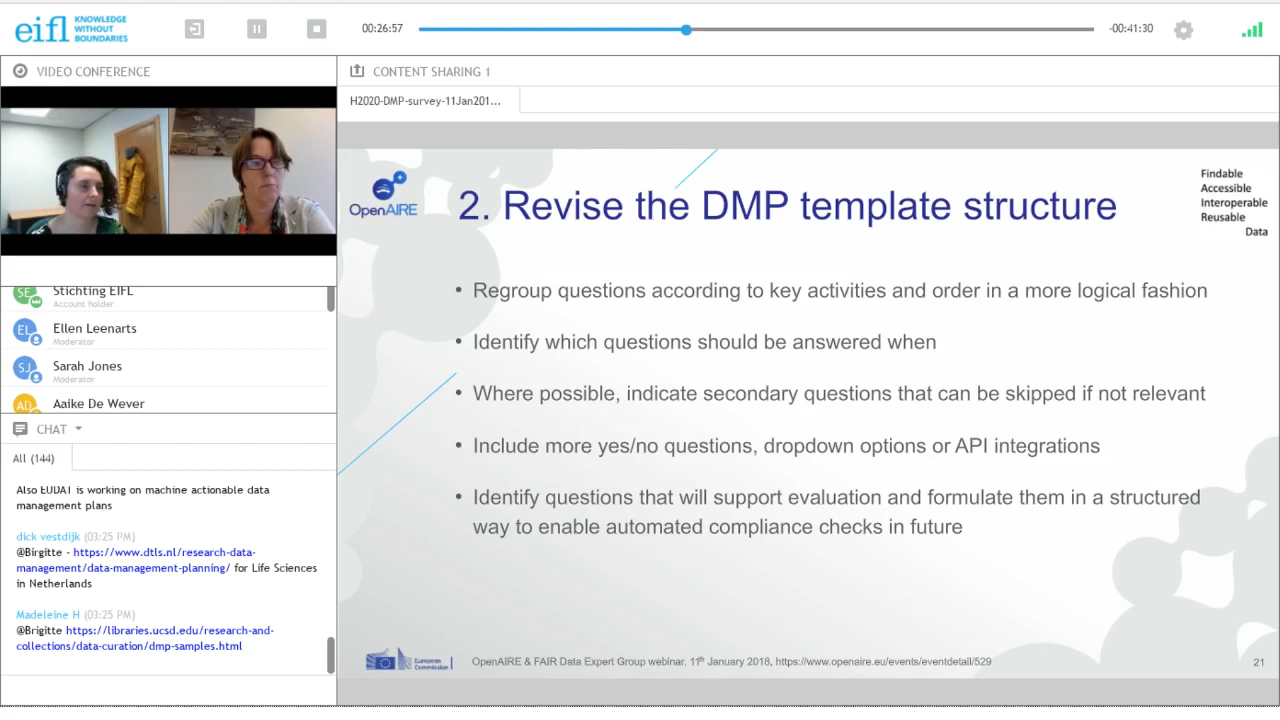 eifl KNOWLEDGE
WITHOUT
BOUNDARIES
00:26:57
-00:41:30
VIDEO CONFERENCE
CONTENT SHARING 1
H2020-DMP-survey-11Jan201...
SE Stichting EIFL
Account holder
EL Ellen Leenarts
Moderator
SJ Sarah Jones
Moderator
AD Aaike De Wever
CHAT
All (144)
Also EUDAT is working on machine actionable data
management plans
dick vestdijk (03:25 PM)
@Birgitte - https://www.dtls.nl/research-data-
management/data-management-planning/ for Life Sciences
in Netherlands
Madeleine H (03:25 PM)
@Brigitte https://libraries.ucsd.edu/research-and-
collections/data-curation/dmp-samples.html
OpenAIRE
2. Revise the DMP template structure
Findable
Accessible
Interoperable
Reusable
Data
• Regroup questions according to key activities and order in a more logical fashion
• Identify which questions should be answered when
• Where possible, indicate secondary questions that can be skipped if not relevant
• Include more yes/no questions, dropdown options or API integrations
• Identify questions that will support evaluation and formulate them in a structured
way to enable automated compliance checks in future
European
Commission
OpenAIRE & FAIR Data Expert Group webinar, 11th January 2018, https://www.openaire.eu/events/eventdetail/529
21